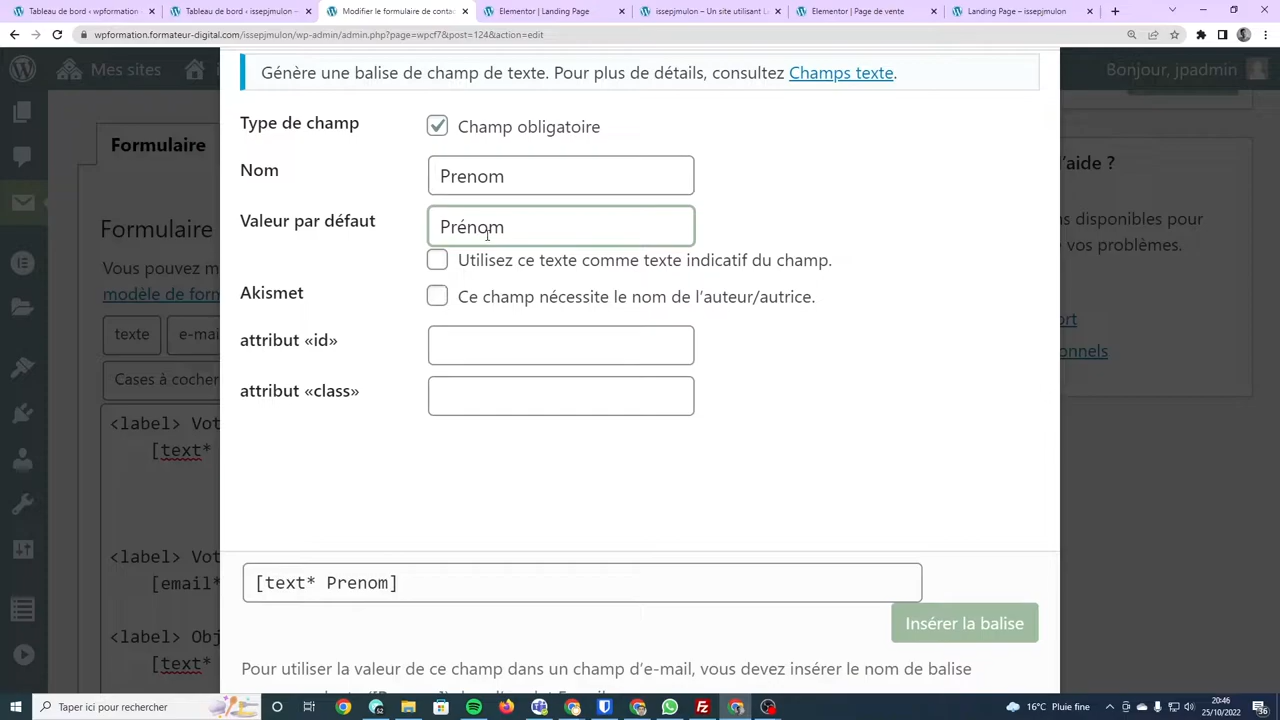 Tableau de bord ‹ wpformation.
Tableau de bord ‹ issepjmulon —
Modifier le formulaire de contact
Elementor | Landing Page
issepjmulon – Un site utilisant W
Elementor | Page de vente
Landing Page – issepjmulon
wpformation.formateur-digital.com/issepjmulon/wp-admin/admin.php?page=wpcf7&post=124&action=edit
Mes sites
Bonjour, jpadmin
Génère une balise de champ de texte. Pour plus de détails, consultez Champs texte.
Type de champ
Champ obligatoire
Formulaire
d'aide ?
Nom
Prenom
Valeur par défaut
Prénom
Formulaire
ns disponibles pour
vos problèmes.
Utilisez ce texte comme texte indicatif du champ.
Vous pouvez m
modèle de form
Akismet
Ce champ nécessite le nom de l'auteur/autrice.
ort
texte
e-mai
attribut «id»
onnels
Cases à cocher
attribut «class»
<label> Vot
[text*
<label> Vot
[email*
[text* Prenom]
Insérer la balise
<label> Obj
[text*
Pour utiliser la valeur de ce champ dans un champ d'e-mail, vous devez insérer le nom de balise
Taper ici pour rechercher
16°C Pluie fine
20:46
25/10/2022